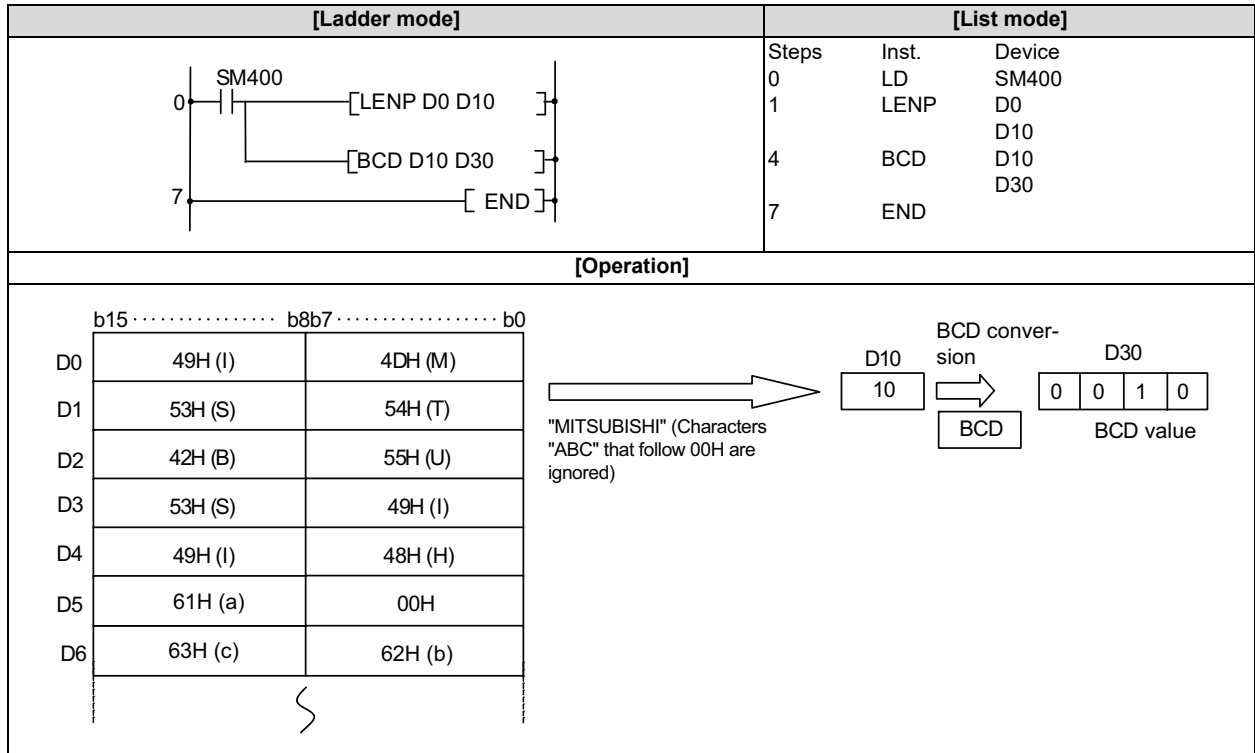 [Ladder mode]
[List mode]
SM400
0
[LENP D0 D10 ]
[BCD D10 D30 ]
7
[ END ]
Steps Inst. Device
0 LD SM400
1 LENP D0
D10
4 BCD D10
D30
7 END
[Operation]
b15 ················ b8b7 ·················· b0
D0 49H (I) 4DH (M)
D1 53H (S) 54H (T)
D2 42H (B) 55H (U)
D3 53H (S) 49H (I)
D4 49H (I) 48H (H)
D5 61H (a) 00H
D6 63H (c) 62H (b)
"MITSUBISHI" (Characters
"ABC" that follow 00H are
ignored)
D10
10
BCD conver-
sion
BCD
D30
0 0 1 0
BCD value